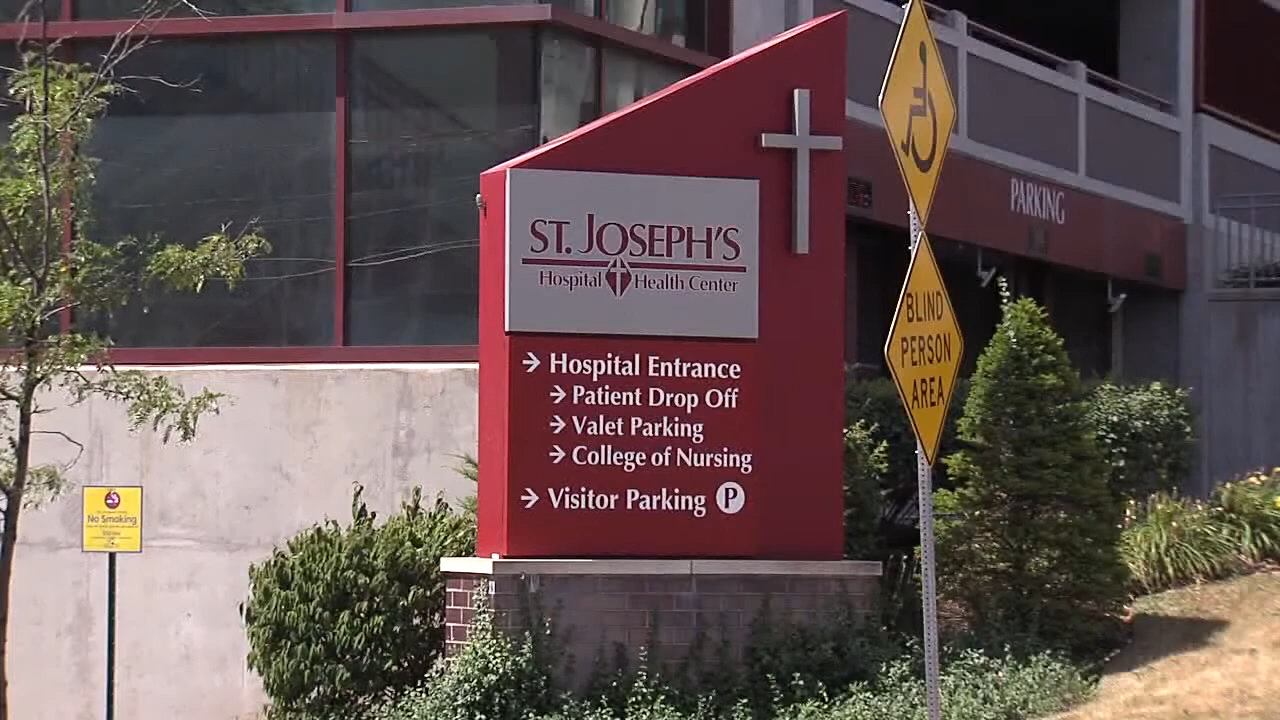 ST. JOSEPH'S
Hospital Health Center
→ Hospital Entrance
→ Patient Drop Off
→ Valet Parking
→ College of Nursing
→ Visitor Parking P
PARKING
BLIND
PERSON
AREA
No Smoking